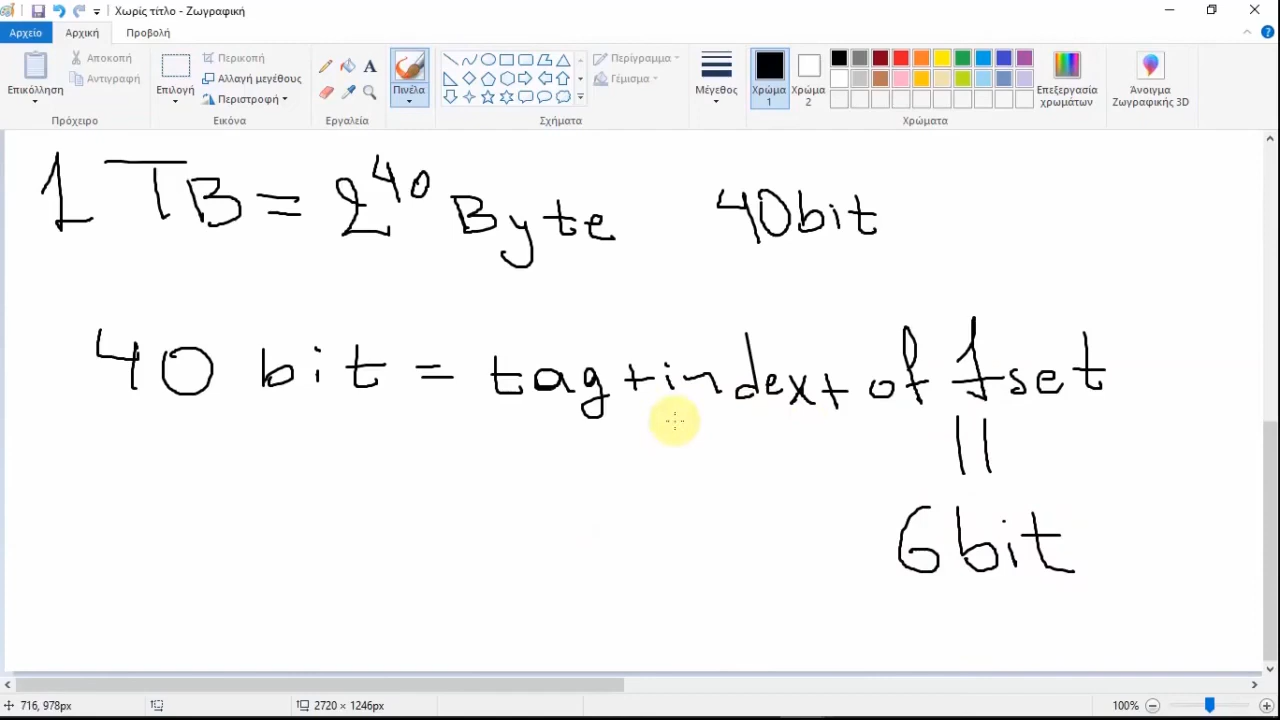 Χωρίς τίτλο - Ζωγραφική
Αρχείο Αρχική Προβολή
Επικόλληση
Αποκοπή
Αντιγραφή
Πρόχειρο
Επιλογή
Περικοπή
Αλλαγή μεγέθους
Περιστροφή
Εικόνα
A
Εργαλεία
Πινέλα
Περίγραμμα
Γέμισμα
Σχήματα
Μέγεθος
Χρώμα 1
Χρώμα 2
Χρώματα
Επεξεργασία χρωμάτων
Άνοιγμα Ζωγραφικής 3D
1 TB = 2^40 Byte 40bit
40 bit = tag + index + offset
||
6bit
716, 978px
2720 × 1246px
100%